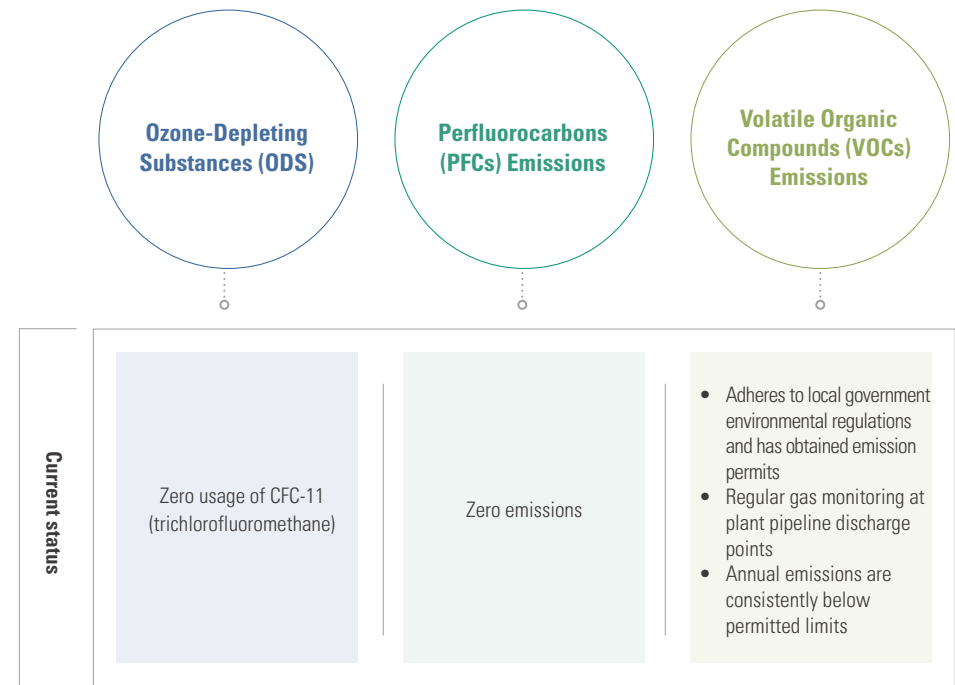 Ozone-Depleting
Substances (ODS)
Perfluorocarbons
(PFCs) Emissions
Volatile Organic
Compounds (VOCs)
Emissions
Current status
Zero usage of CFC-11
(trichlorofluoromethane)
Zero emissions
• Adheres to local government
environmental regulations
and has obtained emission
permits
• Regular gas monitoring at
plant pipeline discharge
points
• Annual emissions are
consistently below
permitted limits